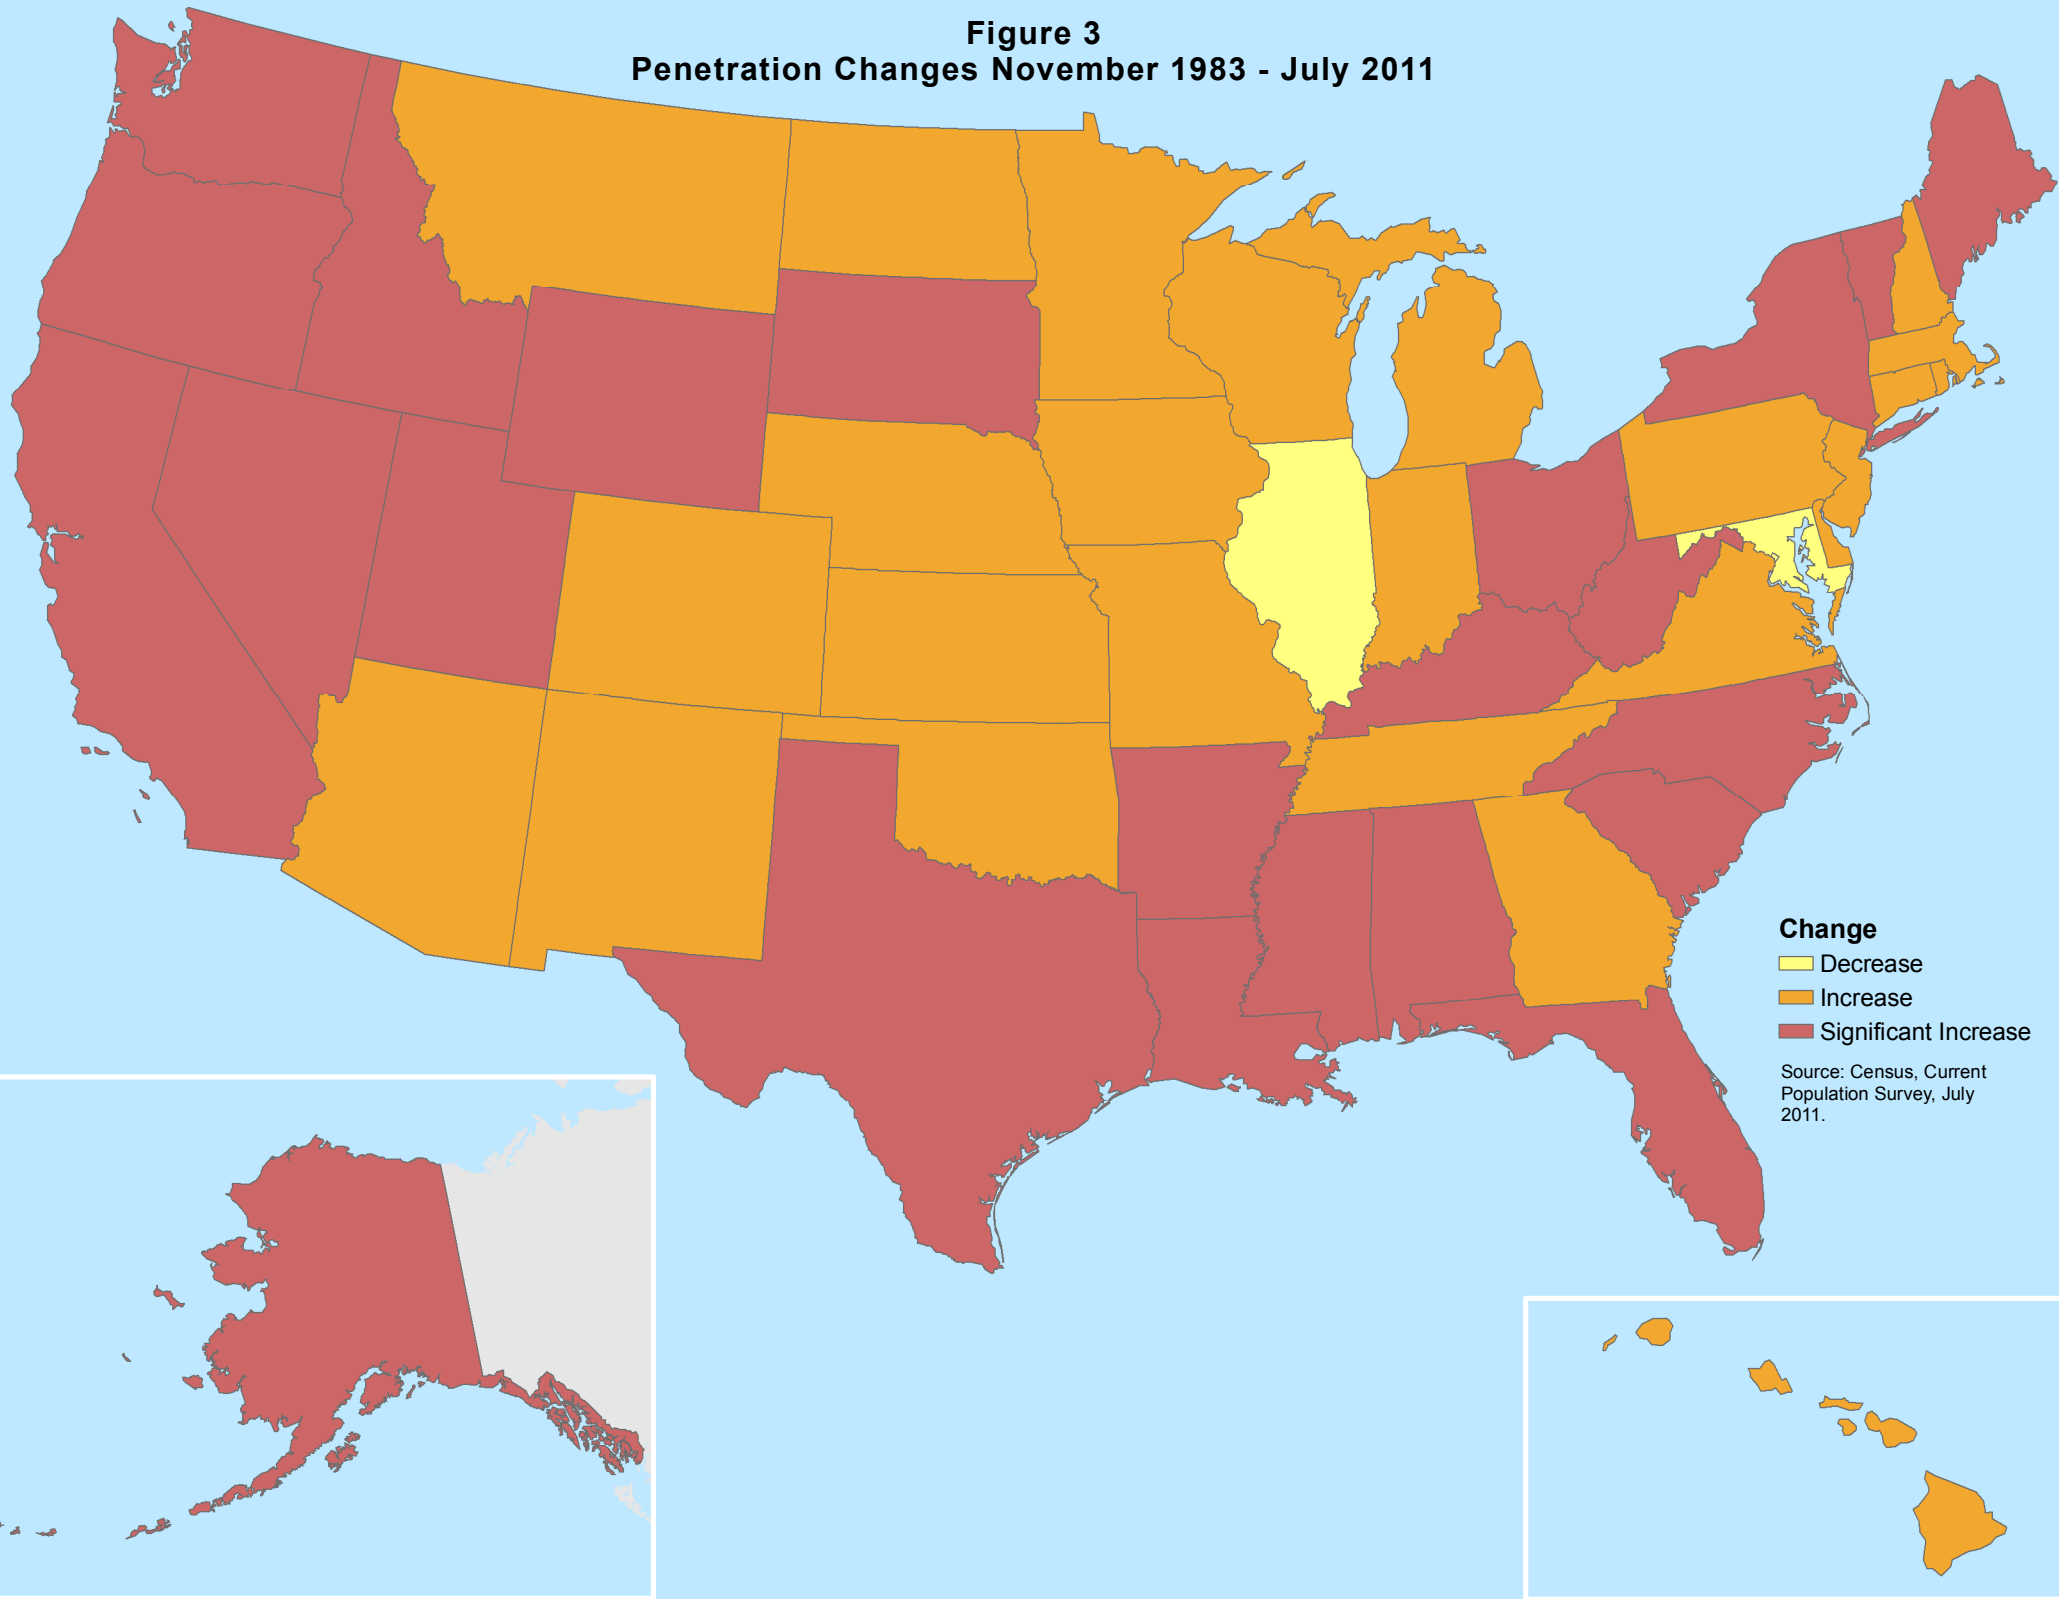 Figure 3
Penetration Changes November 1983 - July 2011
Change
Decrease
Increase
Significant Increase
Source: Census, Current
Population Survey, July
2011.